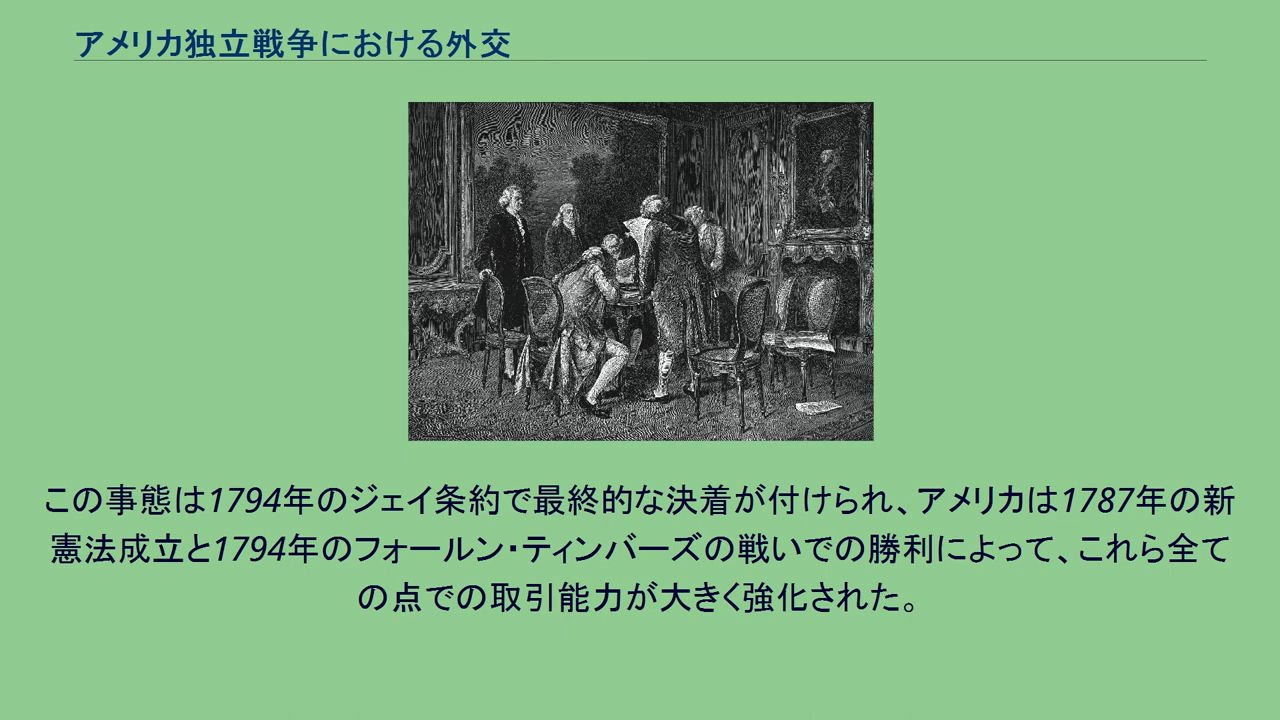 アメリカ独立戦争における外交
この事態は1794年のジェイ条約で最終的な決着が付けられ、アメリカは1787年の新
憲法成立と1794年のフォールン・ティンバーズの戦いでの勝利によって、これら全て
の点での取引能力が大きく強化された。